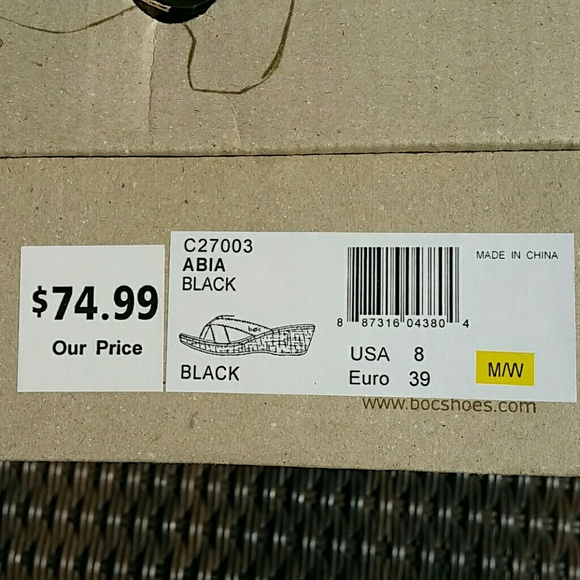 $74.99
Our Price
C27003
ABIA
BLACK
boc
BLACK
8 87316 04380 4
USA 8
Euro 39
MADE IN CHINA
M/W
www.bocshoes.com